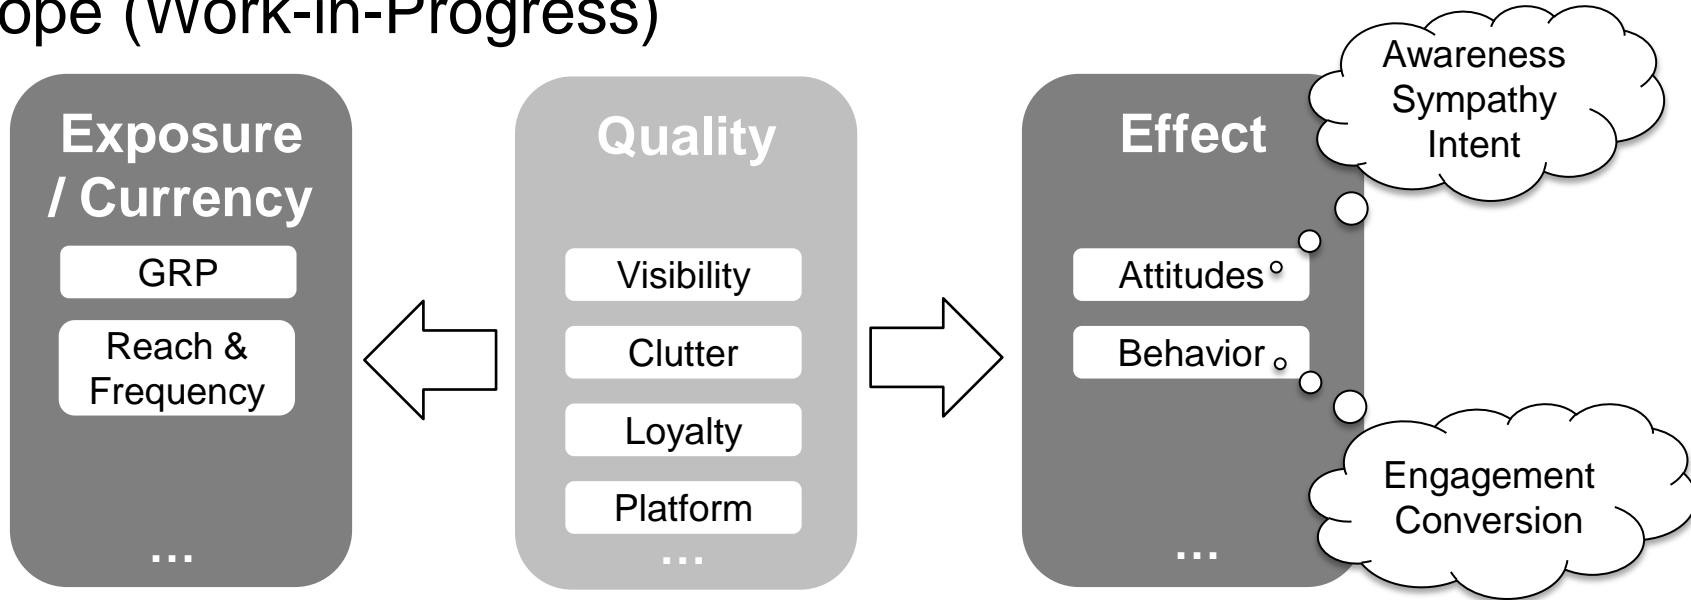 ope (Work-in-Progress)
Exposure
/ Currency
GRP
Reach &
Frequency
...
Quality
Visibility
Clutter
Loyalty
Platform
...
Effect
Attitudes
Behavior
...
Awareness
Sympathy
Intent
Engagement
Conversion